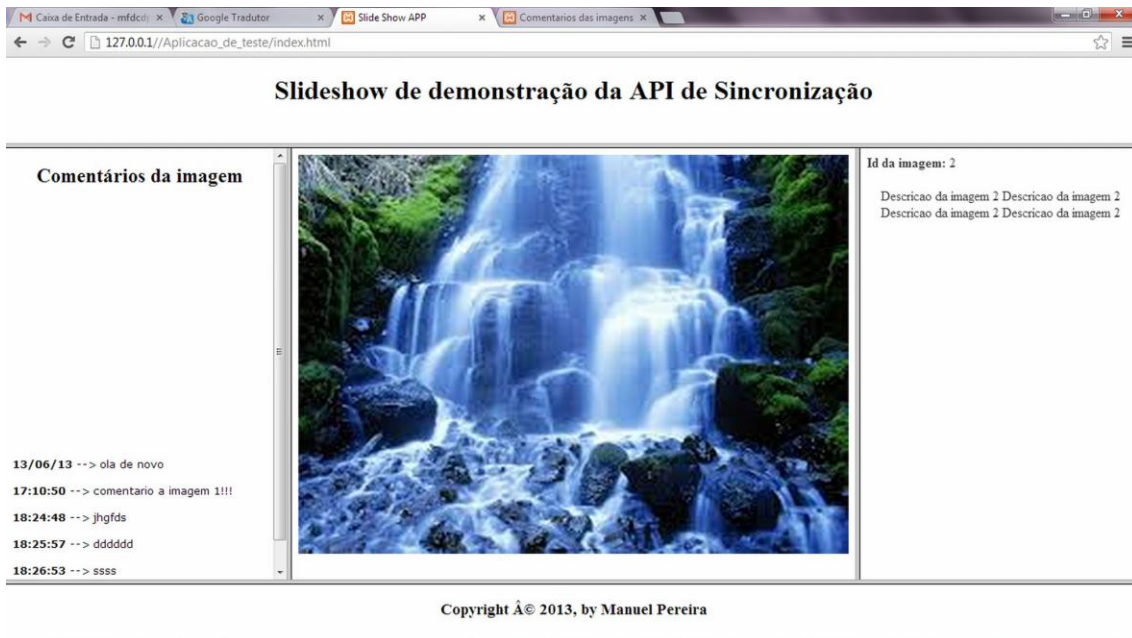 Caixa de Entrada - mfdcd
Google Tradutor
Slide Show APP
Comentarios das imagens
127.0.0.1//Aplicacao_de_teste/index.html
Slideshow de demonstração da API de Sincronização
Comentários da imagem
13/06/13 --> ola de novo
17:10:50 --> comentario a imagem 1!!!
18:24:48 --> jhgfds
18:25:57 --> dddddd
18:26:53 --> ssss
Id da imagem: 2
Descricao da imagem 2 Descricao da imagem 2
Descricao da imagem 2 Descricao da imagem 2
Copyright Â© 2013, by Manuel Pereira